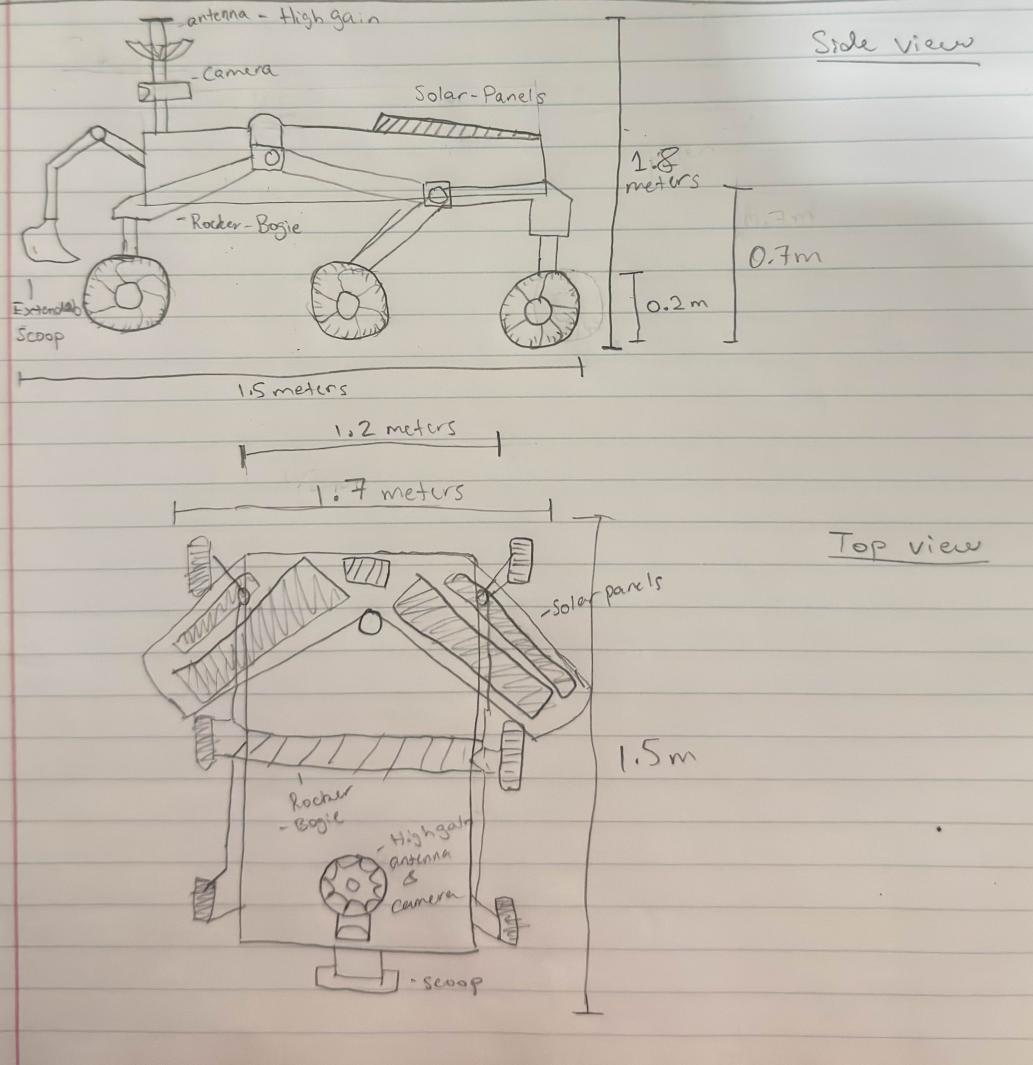 -antenna - High gain
Side view
-Camera
Solar-Panels
1.8
meters
-Rocker-Bogie
0.7m
0.2 m
Extendab
Scoop
1.5 meters
1.2 meters
1.7 meters
Top view
-Solar panels
1.5m
Rocker
-Bogie
-High gain
antenna
&
camera
-scoop